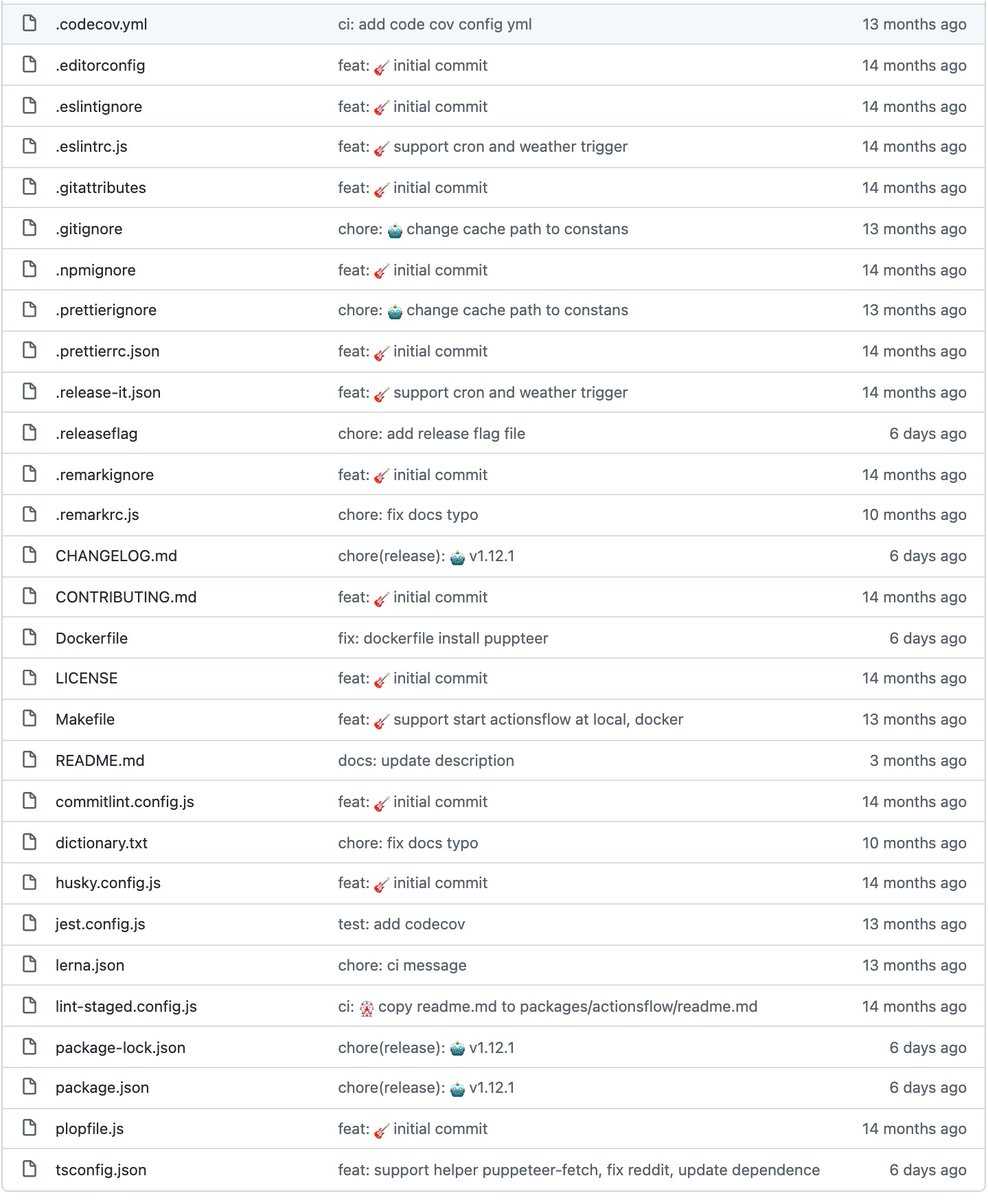 .codecov.yml ci: add code cov config yml 13 months ago
.editorconfig feat: 🎸 initial commit 14 months ago
.eslintignore feat: 🎸 initial commit 14 months ago
.eslintrc.js feat: 🎸 support cron and weather trigger 14 months ago
.gitattributes feat: 🎸 initial commit 14 months ago
.gitignore chore: 🤖 change cache path to constans 13 months ago
.npmignore feat: 🎸 initial commit 14 months ago
.prettierignore chore: 🤖 change cache path to constans 13 months ago
.prettierrc.json feat: 🎸 initial commit 14 months ago
.release-it.json feat: 🎸 support cron and weather trigger 14 months ago
.releaseflag chore: add release flag file 6 days ago
.remarkignore feat: 🎸 initial commit 14 months ago
.remarkrc.js chore: fix docs typo 10 months ago
CHANGELOG.md chore(release): 🤖 v1.12.1 6 days ago
CONTRIBUTING.md feat: 🎸 initial commit 14 months ago
Dockerfile fix: dockerfile install puppteer 6 days ago
LICENSE feat: 🎸 initial commit 14 months ago
Makefile feat: 🎸 support start actionsflow at local, docker 13 months ago
README.md docs: update description 3 months ago
commitlint.config.js feat: 🎸 initial commit 14 months ago
dictionary.txt chore: fix docs typo 10 months ago
husky.config.js feat: 🎸 initial commit 14 months ago
jest.config.js test: add codecov 13 months ago
lerna.json chore: ci message 13 months ago
lint-staged.config.js ci: 🎡 copy readme.md to packages/actionsflow/readme.md 14 months ago
package-lock.json chore(release): 🤖 v1.12.1 6 days ago
package.json chore(release): 🤖 v1.12.1 6 days ago
plopfile.js feat: 🎸 initial commit 14 months ago
tsconfig.json feat: support helper puppeteer-fetch, fix reddit, update dependence 6 days ago